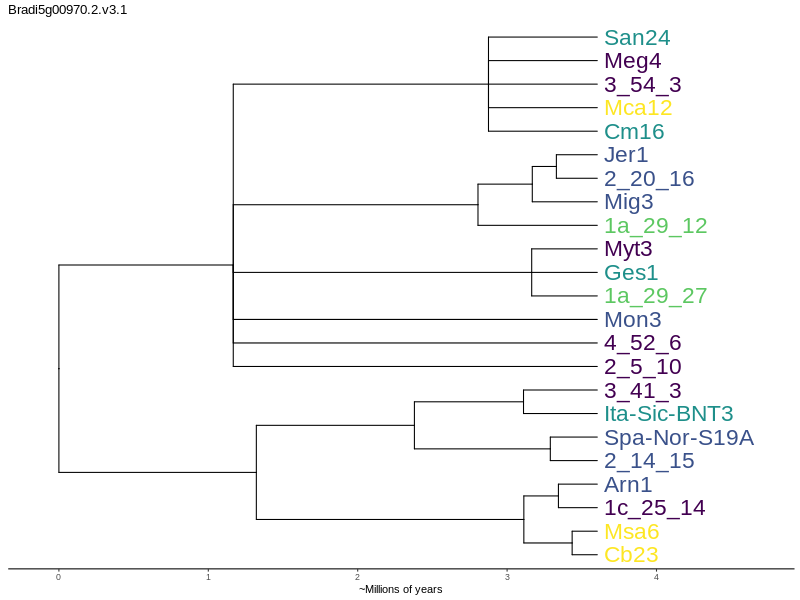 Bradi5g00970.2.v3.1
San24
Meg4
3_54_3
Mca12
Cm16
Jer1
2_20_16
Mig3
1a_29_12
Myt3
Ges1
1a_29_27
Mon3
4_52_6
2_5_10
3_41_3
Ita-Sic-BNT3
Spa-Nor-S19A
2_14_15
Arn1
1c_25_14
Msa6
Cb23
0 1 2 3 4
~Millions of years